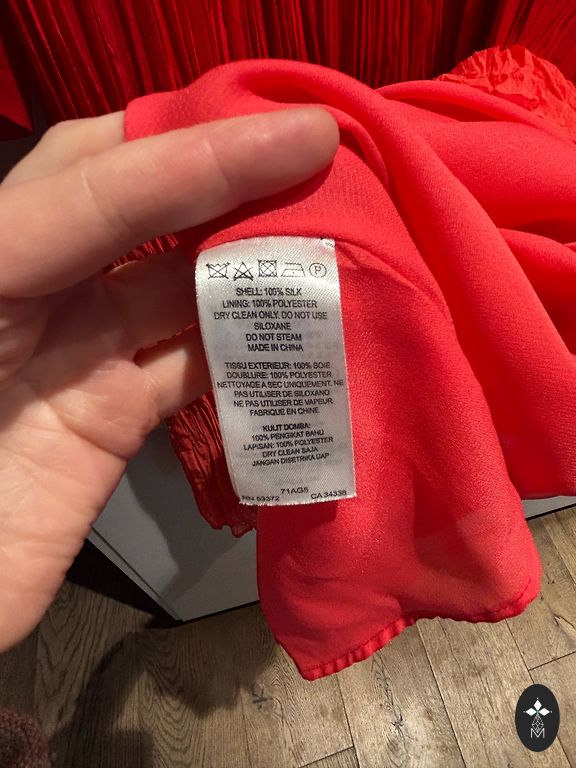 P
SHELL: 100% SILK
LINING: 100% POLYESTER
DRY CLEAN ONLY. DO NOT USE
SILOXANE
DO NOT STEAM
MADE IN CHINA
TISSU EXTERIEUR: 100% SOIE
DOUBLURE: 100% POLYESTER
NETTOYAGE A SEC UNIQUEMENT. NE
PAS UTILISER DE SILOXANO
NE PAS UTILISER DE VAPEUR
FABRIQUE EN CHINE
KULIT DOMBA:
100% PENGIKAT BAHU
LAPISAN: 100% POLYESTER
DRY CLEAN SAJA
JANGAN DISETRIKA UAP
71AG5
RN 53372 CA 34338
M